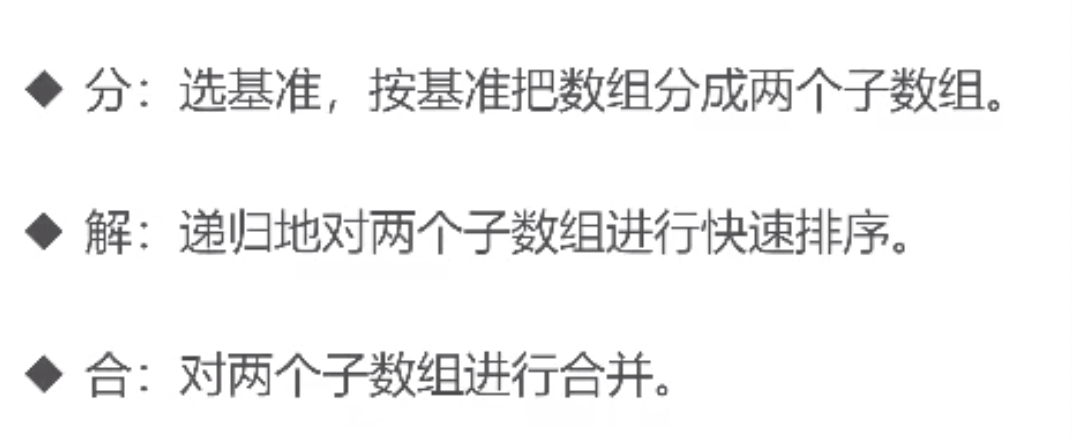 ◆ 分：选基准，按基准把数组分成两个子数组。
◆ 解：递归地对两个子数组进行快速排序。
◆ 合：对两个子数组进行合并。